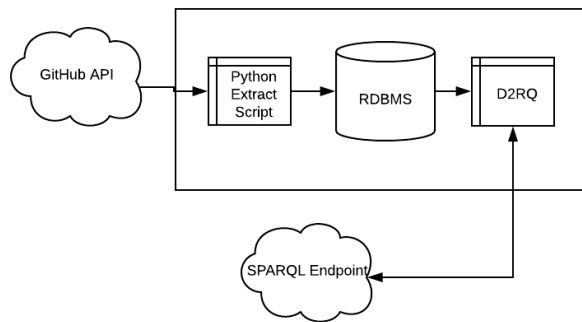 GitHub API
Python
Extract
Script
RDBMS
D2RQ
SPARQL Endpoint